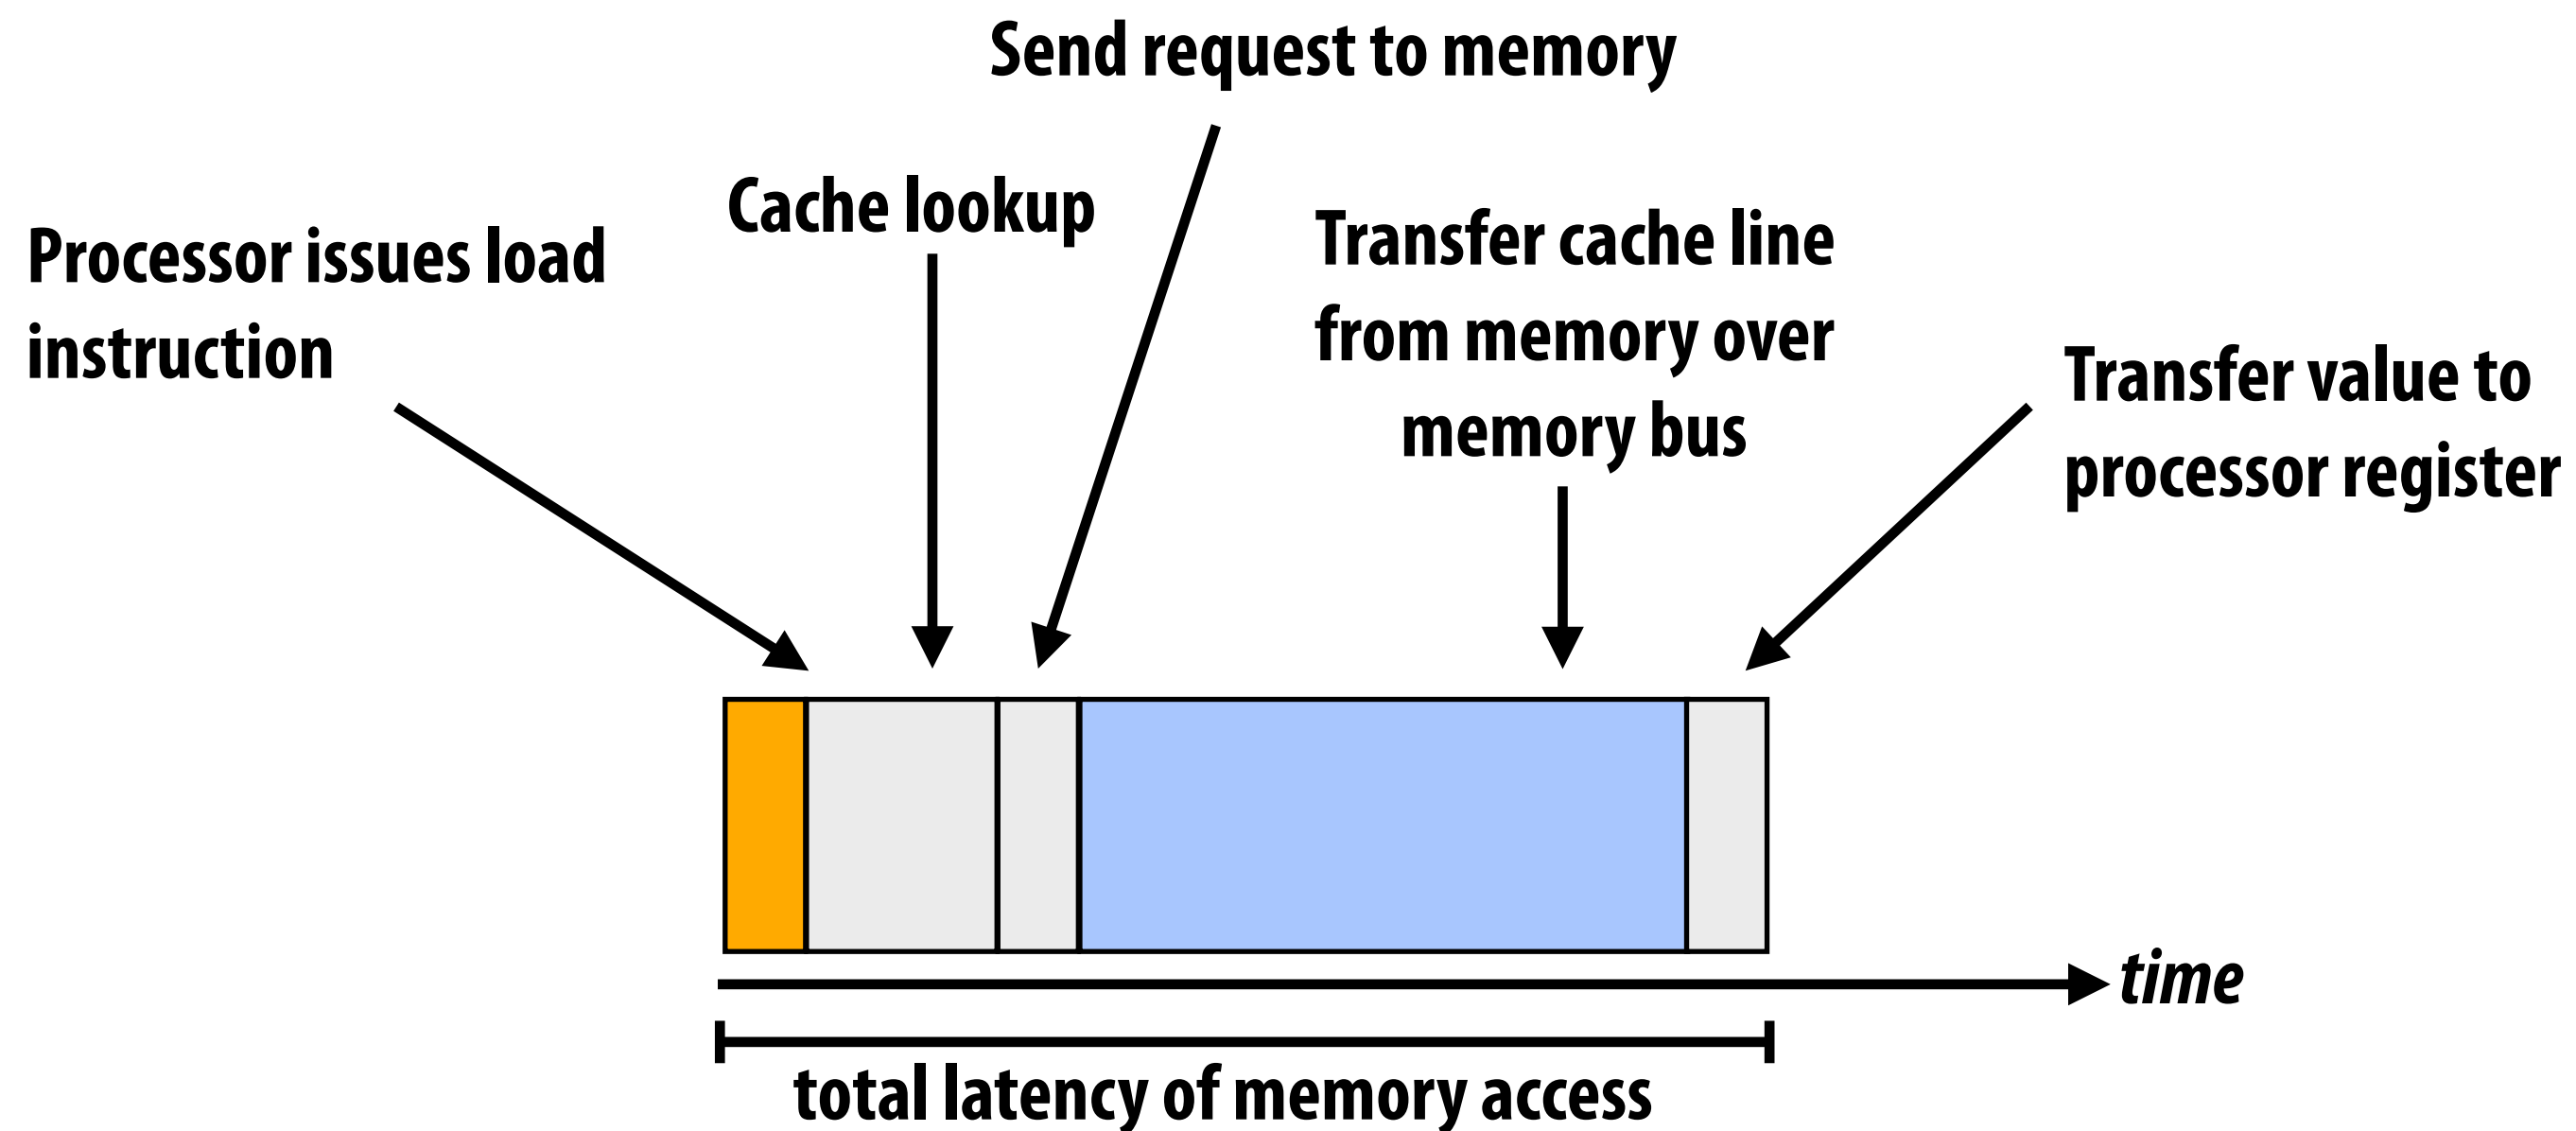 Send request to memory
Cache lookup
Processor issues load
instruction
Transfer cache line
from memory over
memory bus
Transfer value to
processor register
time
total latency of memory access